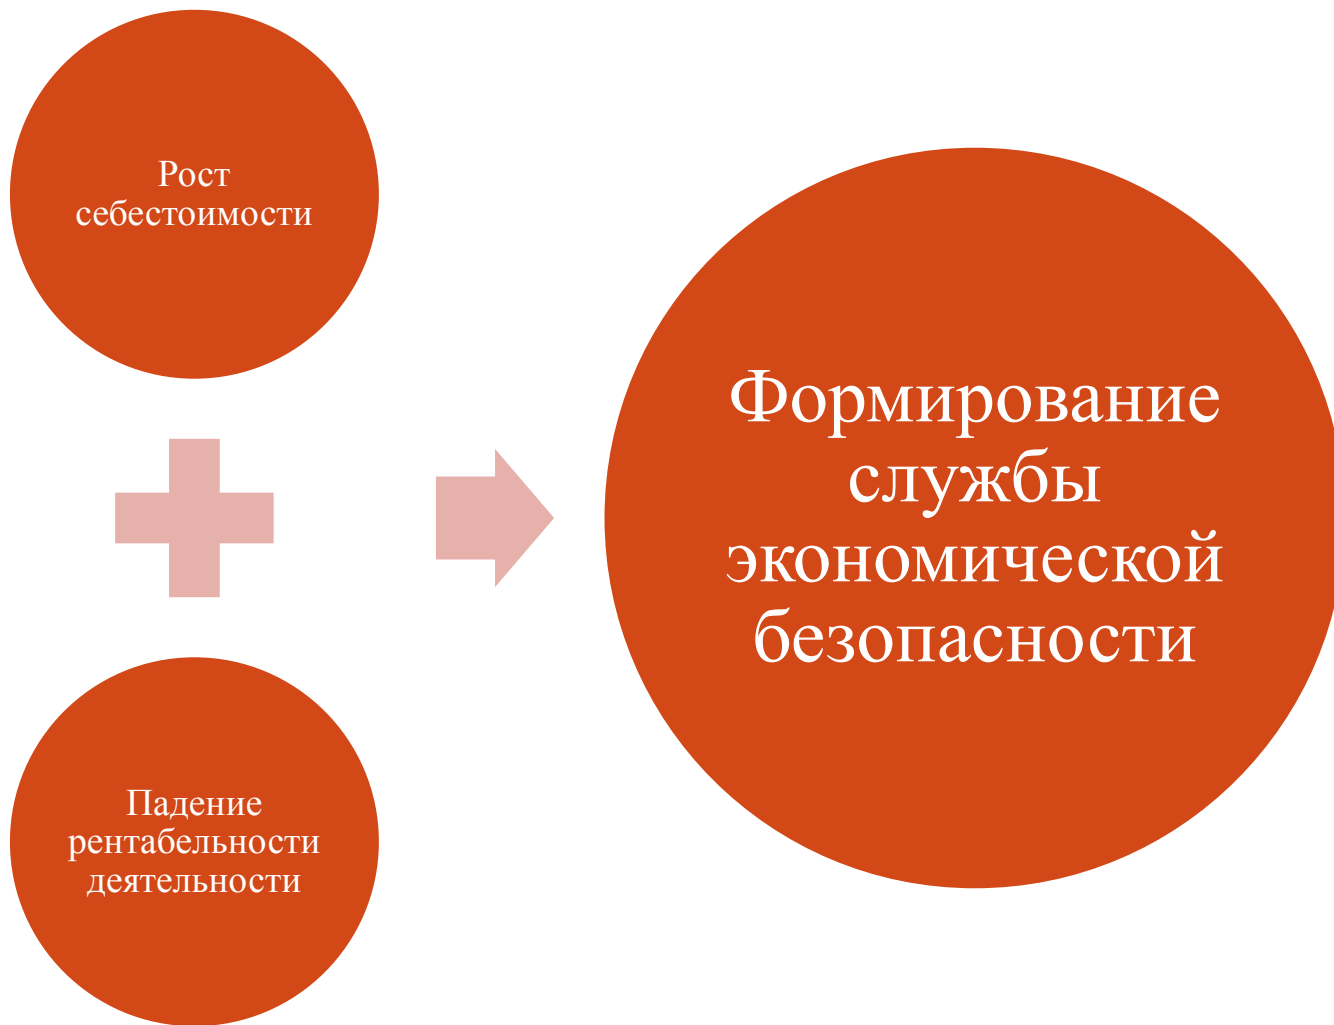 Рост
себестоимости
Падение
рентабельности
деятельности
Формирование
службы
экономической
безопасности